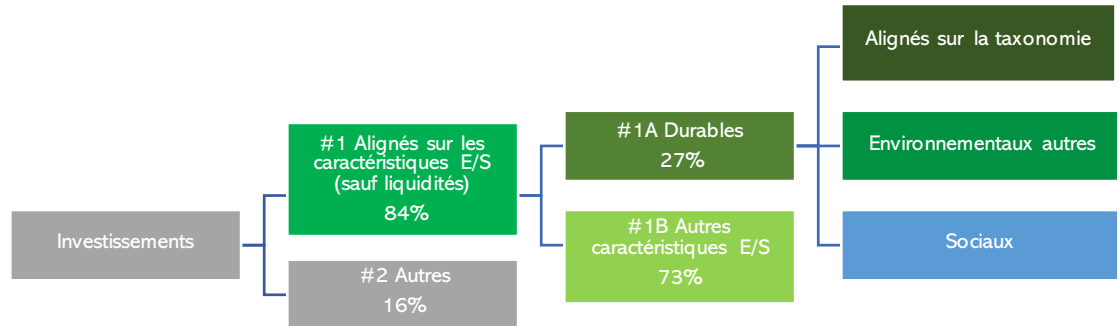 Investissements
#1 Alignés sur les
caractéristiques E/S
(sauf liquidités)
84%
#2 Autres
16%
#1A Durables
27%
#1B Autres
caractéristiques E/S
73%
Alignés sur la taxonomie
Environnementaux autres
Sociaux